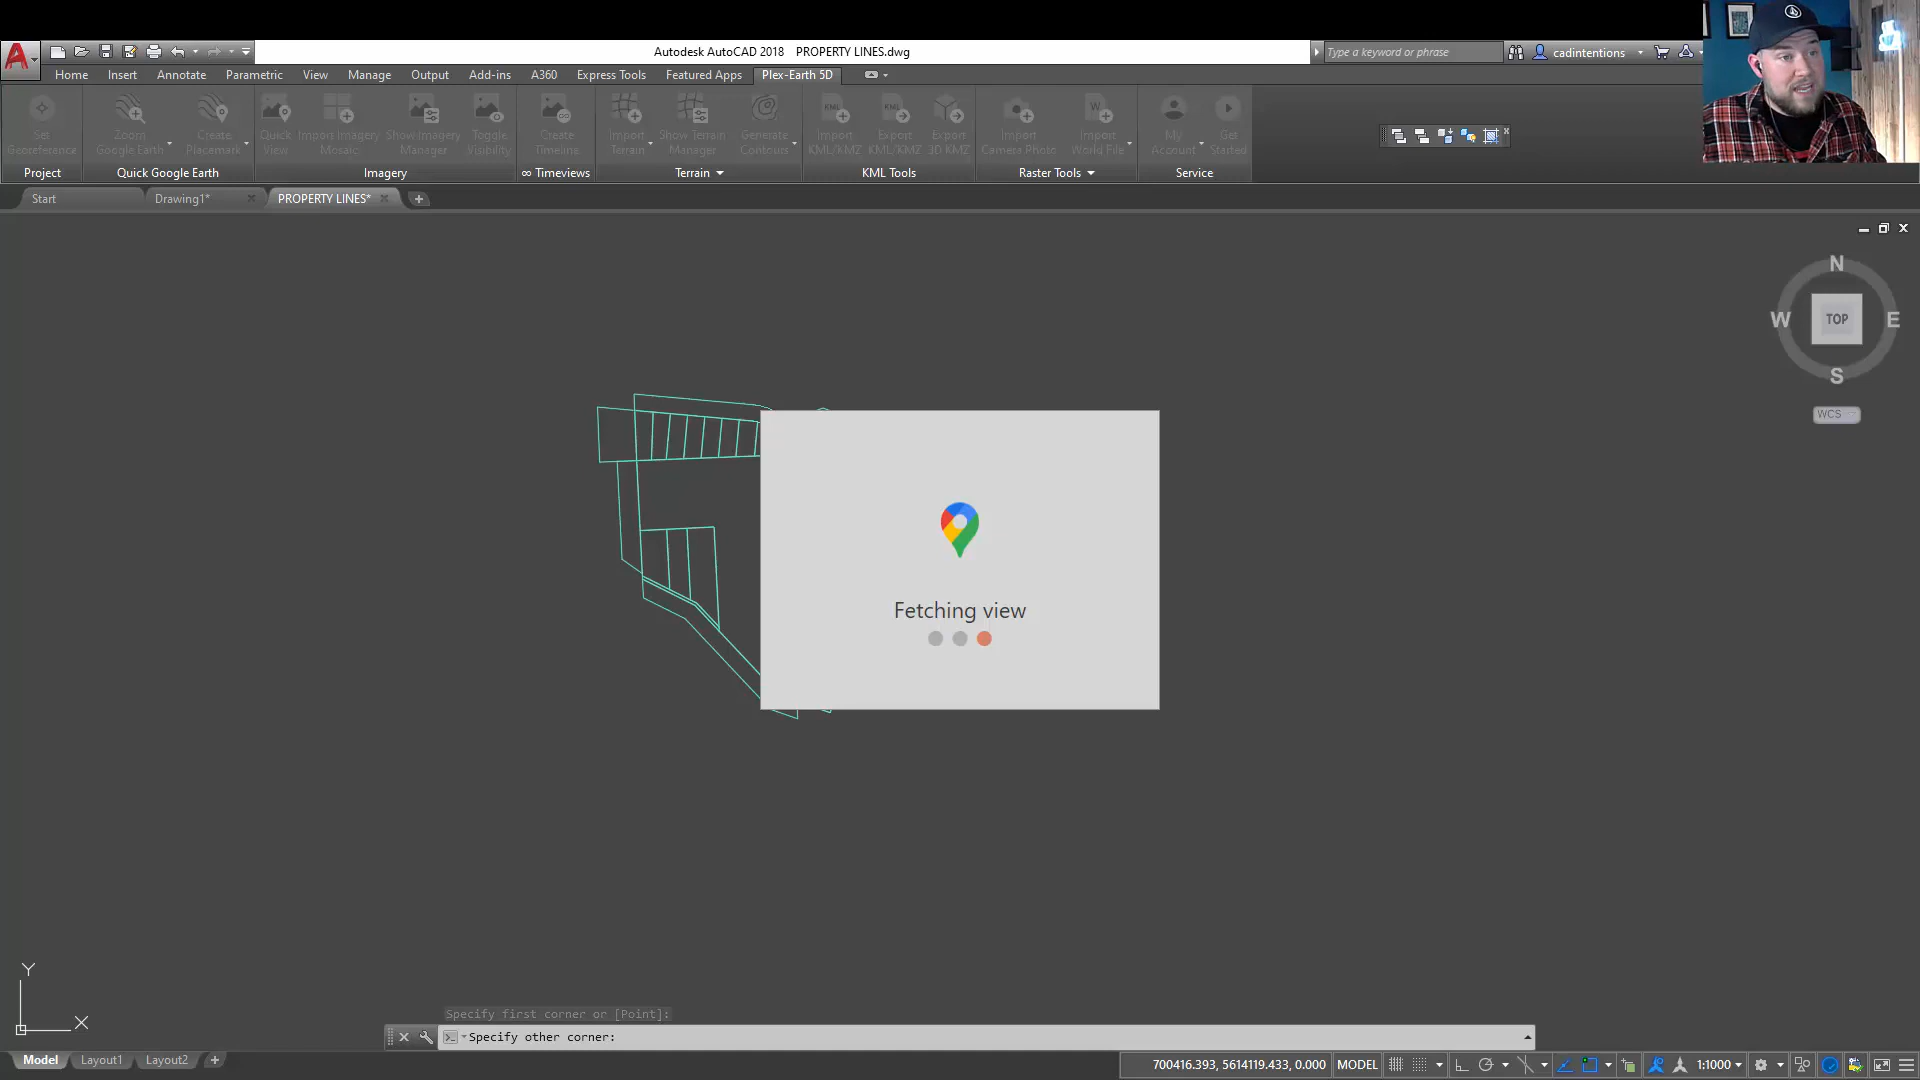 Autodesk AutoCAD 2018 PROPERTY LINES.dwg
Type a keyword or phrase
cadintentions
Home Insert Annotate Parametric View Manage Output Add-ins A360 Express Tools Featured Apps Plex-Earth 5D
Set Georeference
Zoom Google Earth
Create Placemark
Quick View
Import Imagery Mosaic
Show Imagery Manager
Toggle Visibility
Create Timeline
Import Terrain
Show Terrain Manager
Generate Contours
KML
Import KML/KMZ
KML
Export KML/KMZ
Export 3D KMZ
Import Camera Photo
W
Import World File
My Account
Get Started
Project Quick Google Earth Imagery ∞ Timeviews Terrain KML Tools Raster Tools Service
Start Drawing1* PROPERTY LINES*
N
W TOP E
S
WCS
Fetching view
Y
X
Specify first corner or [Point]:
Specify other corner:
Model Layout1 Layout2
700416.393, 5614119.433, 0.000 MODEL 1:1000